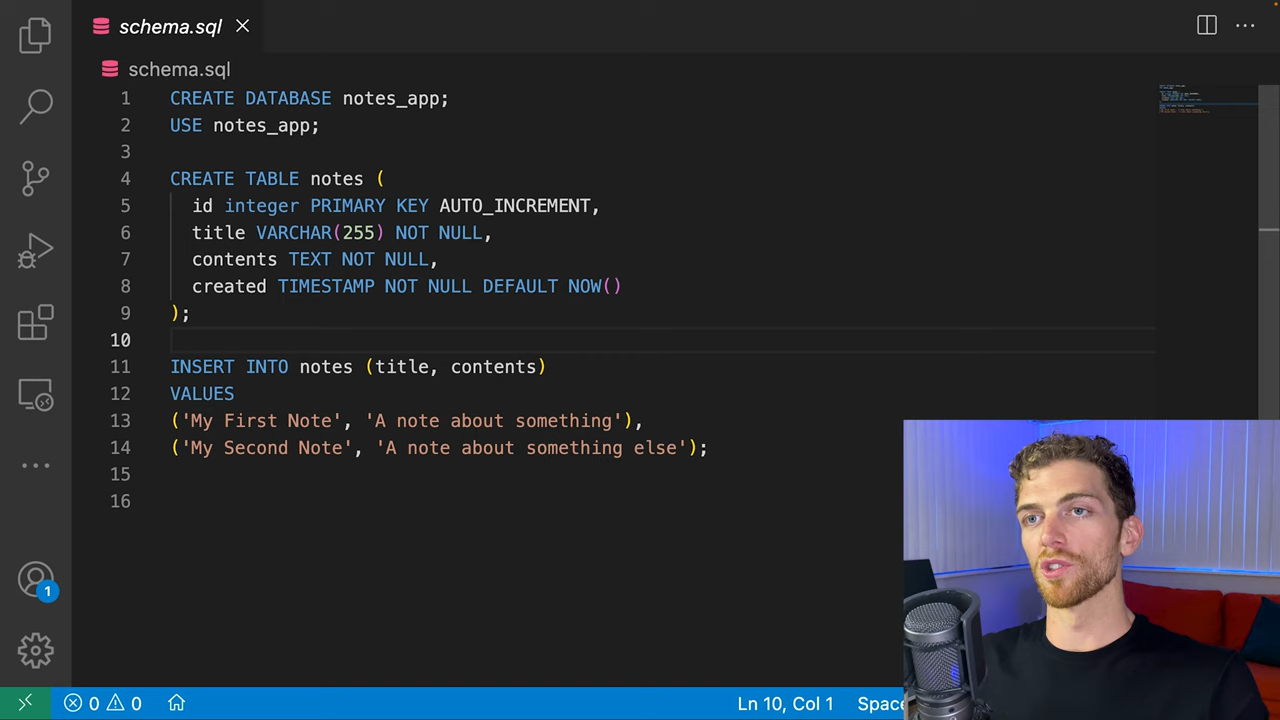 schema.sql
schema.sql
1 CREATE DATABASE notes_app;
2 USE notes_app;
3
4 CREATE TABLE notes (
5 id integer PRIMARY KEY AUTO_INCREMENT,
6 title VARCHAR(255) NOT NULL,
7 contents TEXT NOT NULL,
8 created TIMESTAMP NOT NULL DEFAULT NOW()
9 );
10
11 INSERT INTO notes (title, contents)
12 VALUES
13 ('My First Note', 'A note about something'),
14 ('My Second Note', 'A note about something else');
15
16
1
0 0 Ln 10, Col 1 Space